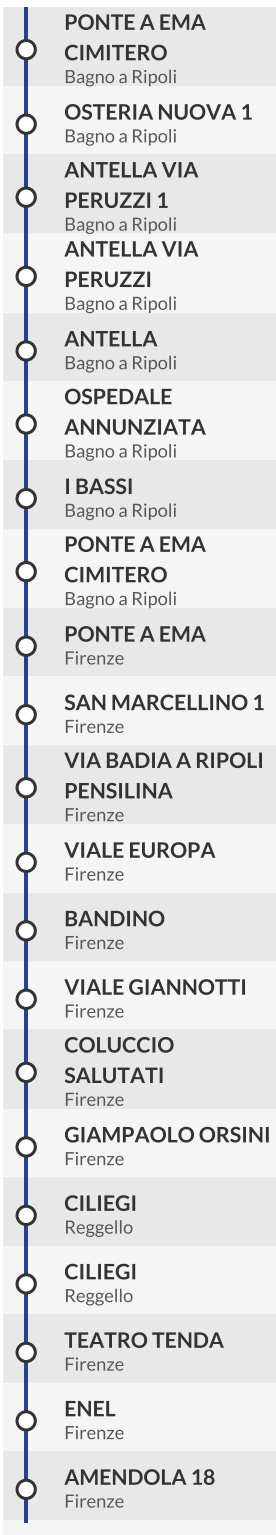 PONTE A EMA
CIMITERO
Bagno a Ripoli
OSTERIA NUOVA 1
Bagno a Ripoli
ANTELLA VIA
PERUZZI 1
Bagno a Ripoli
ANTELLA VIA
PERUZZI
Bagno a Ripoli
ANTELLA
Bagno a Ripoli
OSPEDALE
ANNUNZIATA
Bagno a Ripoli
I BASSI
Bagno a Ripoli
PONTE A EMA
CIMITERO
Bagno a Ripoli
PONTE A EMA
Firenze
SAN MARCELLINO 1
Firenze
VIA BADIA A RIPOLI
PENSILINA
Firenze
VIALE EUROPA
Firenze
BANDINO
Firenze
VIALE GIANNOTTI
Firenze
COLUCCIO
SALUTATI
Firenze
GIAMPAOLO ORSINI
Firenze
CILIEGI
Reggello
CILIEGI
Reggello
TEATRO TENDA
Firenze
ENEL
Firenze
AMENDOLA 18
Firenze